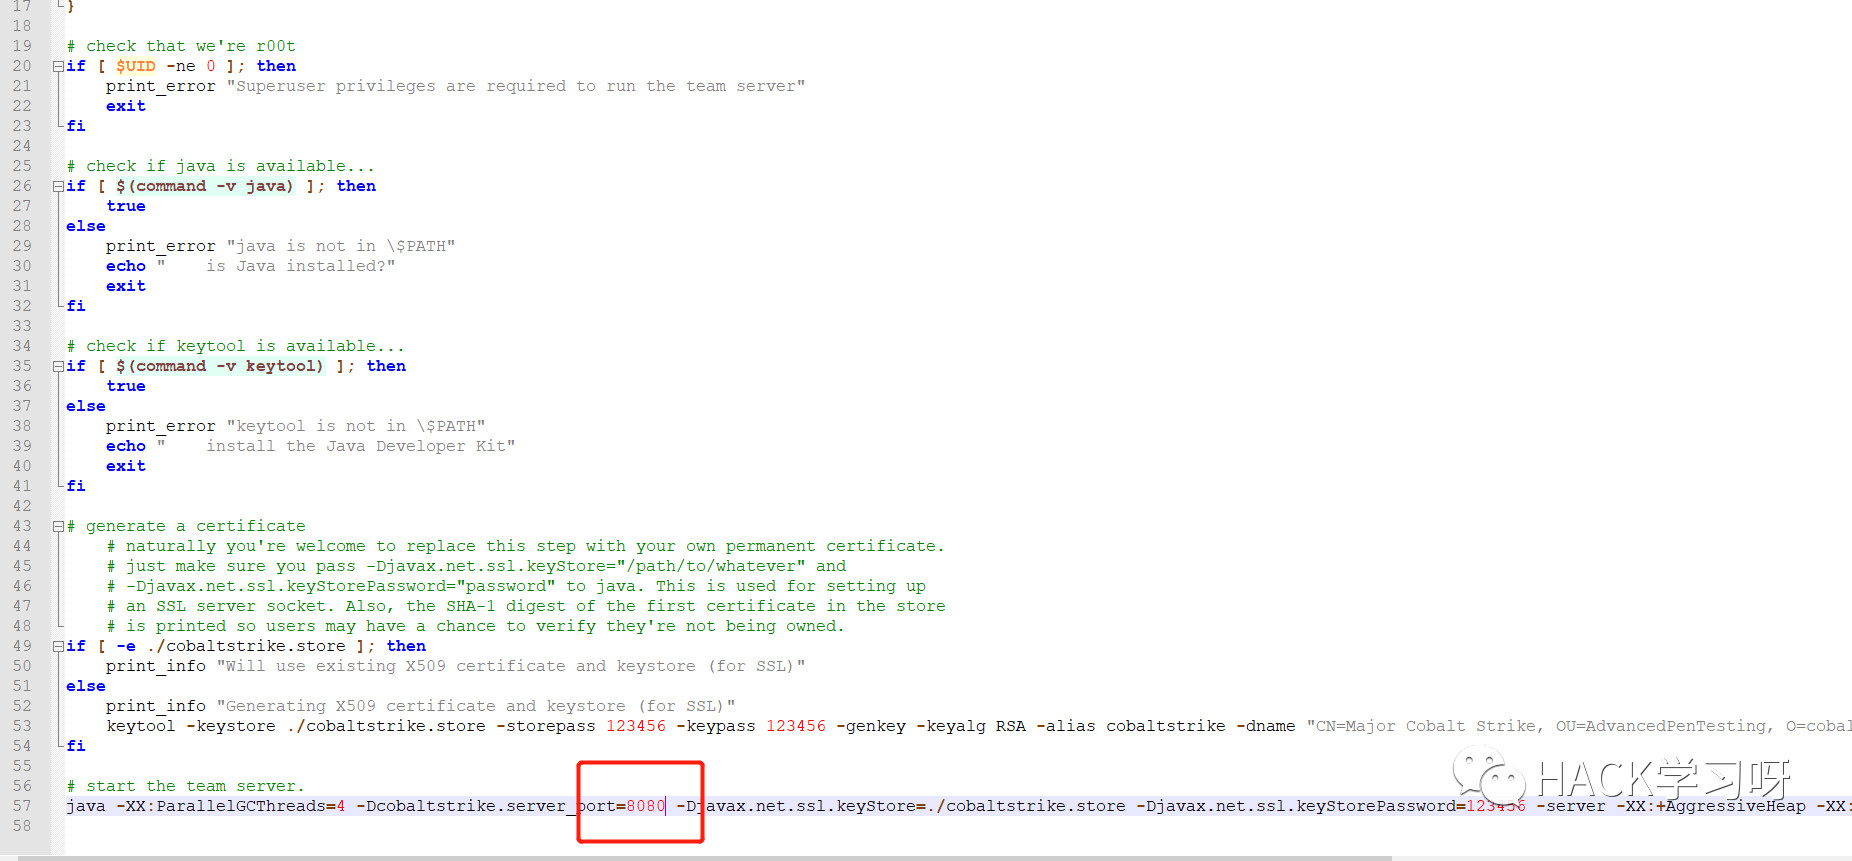 17 }
18
19 # check that we're r00t
20 if [ $UID -ne 0 ]; then
21 print_error "Superuser privileges are required to run the team server"
22 exit
23 fi
24
25 # check if java is available...
26 if [ $(command -v java) ]; then
27 true
28 else
29 print_error "java is not in \$PATH"
30 echo "    is Java installed?"
31 exit
32 fi
33
34 # check if keytool is available...
35 if [ $(command -v keytool) ]; then
36 true
37 else
38 print_error "keytool is not in \$PATH"
39 echo "    install the Java Developer Kit"
40 exit
41 fi
42
43 # generate a certificate
44 # naturally you're welcome to replace this step with your own permanent certificate.
45 # just make sure you pass -Djavax.net.ssl.keyStore="/path/to/whatever" and
46 # -Djavax.net.ssl.keyStorePassword="password" to java. This is used for setting up
47 # an SSL server socket. Also, the SHA-1 digest of the first certificate in the store
48 # is printed so users may have a chance to verify they're not being owned.
49 if [ -e ./cobaltstrike.store ]; then
50 print_info "Will use existing X509 certificate and keystore (for SSL)"
51 else
52 print_info "Generating X509 certificate and keystore (for SSL)"
53 keytool -keystore ./cobaltstrike.store -storepass 123456 -keypass 123456 -genkey -keyalg RSA -alias cobaltstrike -dname "CN=Major Cobalt Strike, OU=AdvancedPenTesting, O=cobal
54 fi
55
56 # start the team server.
57 java -XX:ParallelGCThreads=4 -Dcobaltstrike.server_port=8080 -Djavax.net.ssl.keyStore=./cobaltstrike.store -Djavax.net.ssl.keyStorePassword=123456 -server -XX:+AggressiveHeap -XX:
58
HACK学习呀